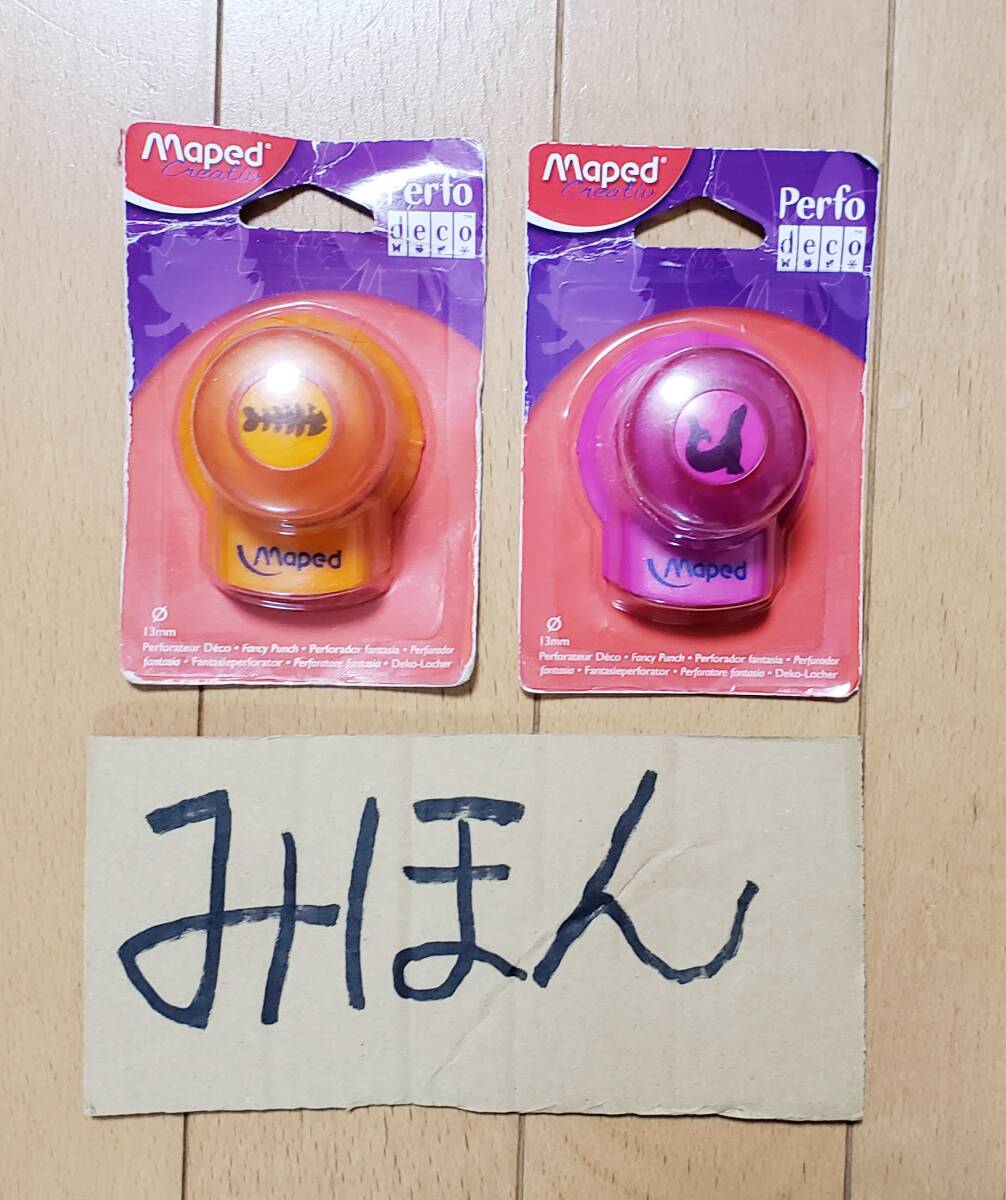 Maped®
Creativ
Perfo
deco™
Maped
Ø
13mm
Perforateur Déco • Fancy Punch • Perforador fantasia • Perfurador
fantasia • Fantasieperforator • Perforatore fantasia • Deko-Locher
Maped®
Creativ
Perfo
deco™
Maped
Ø
13mm
Perforateur Déco • Fancy Punch • Perforador fantasia • Perfurador
fantasia • Fantasieperforator • Perforatore fantasia • Deko-Locher
みほん